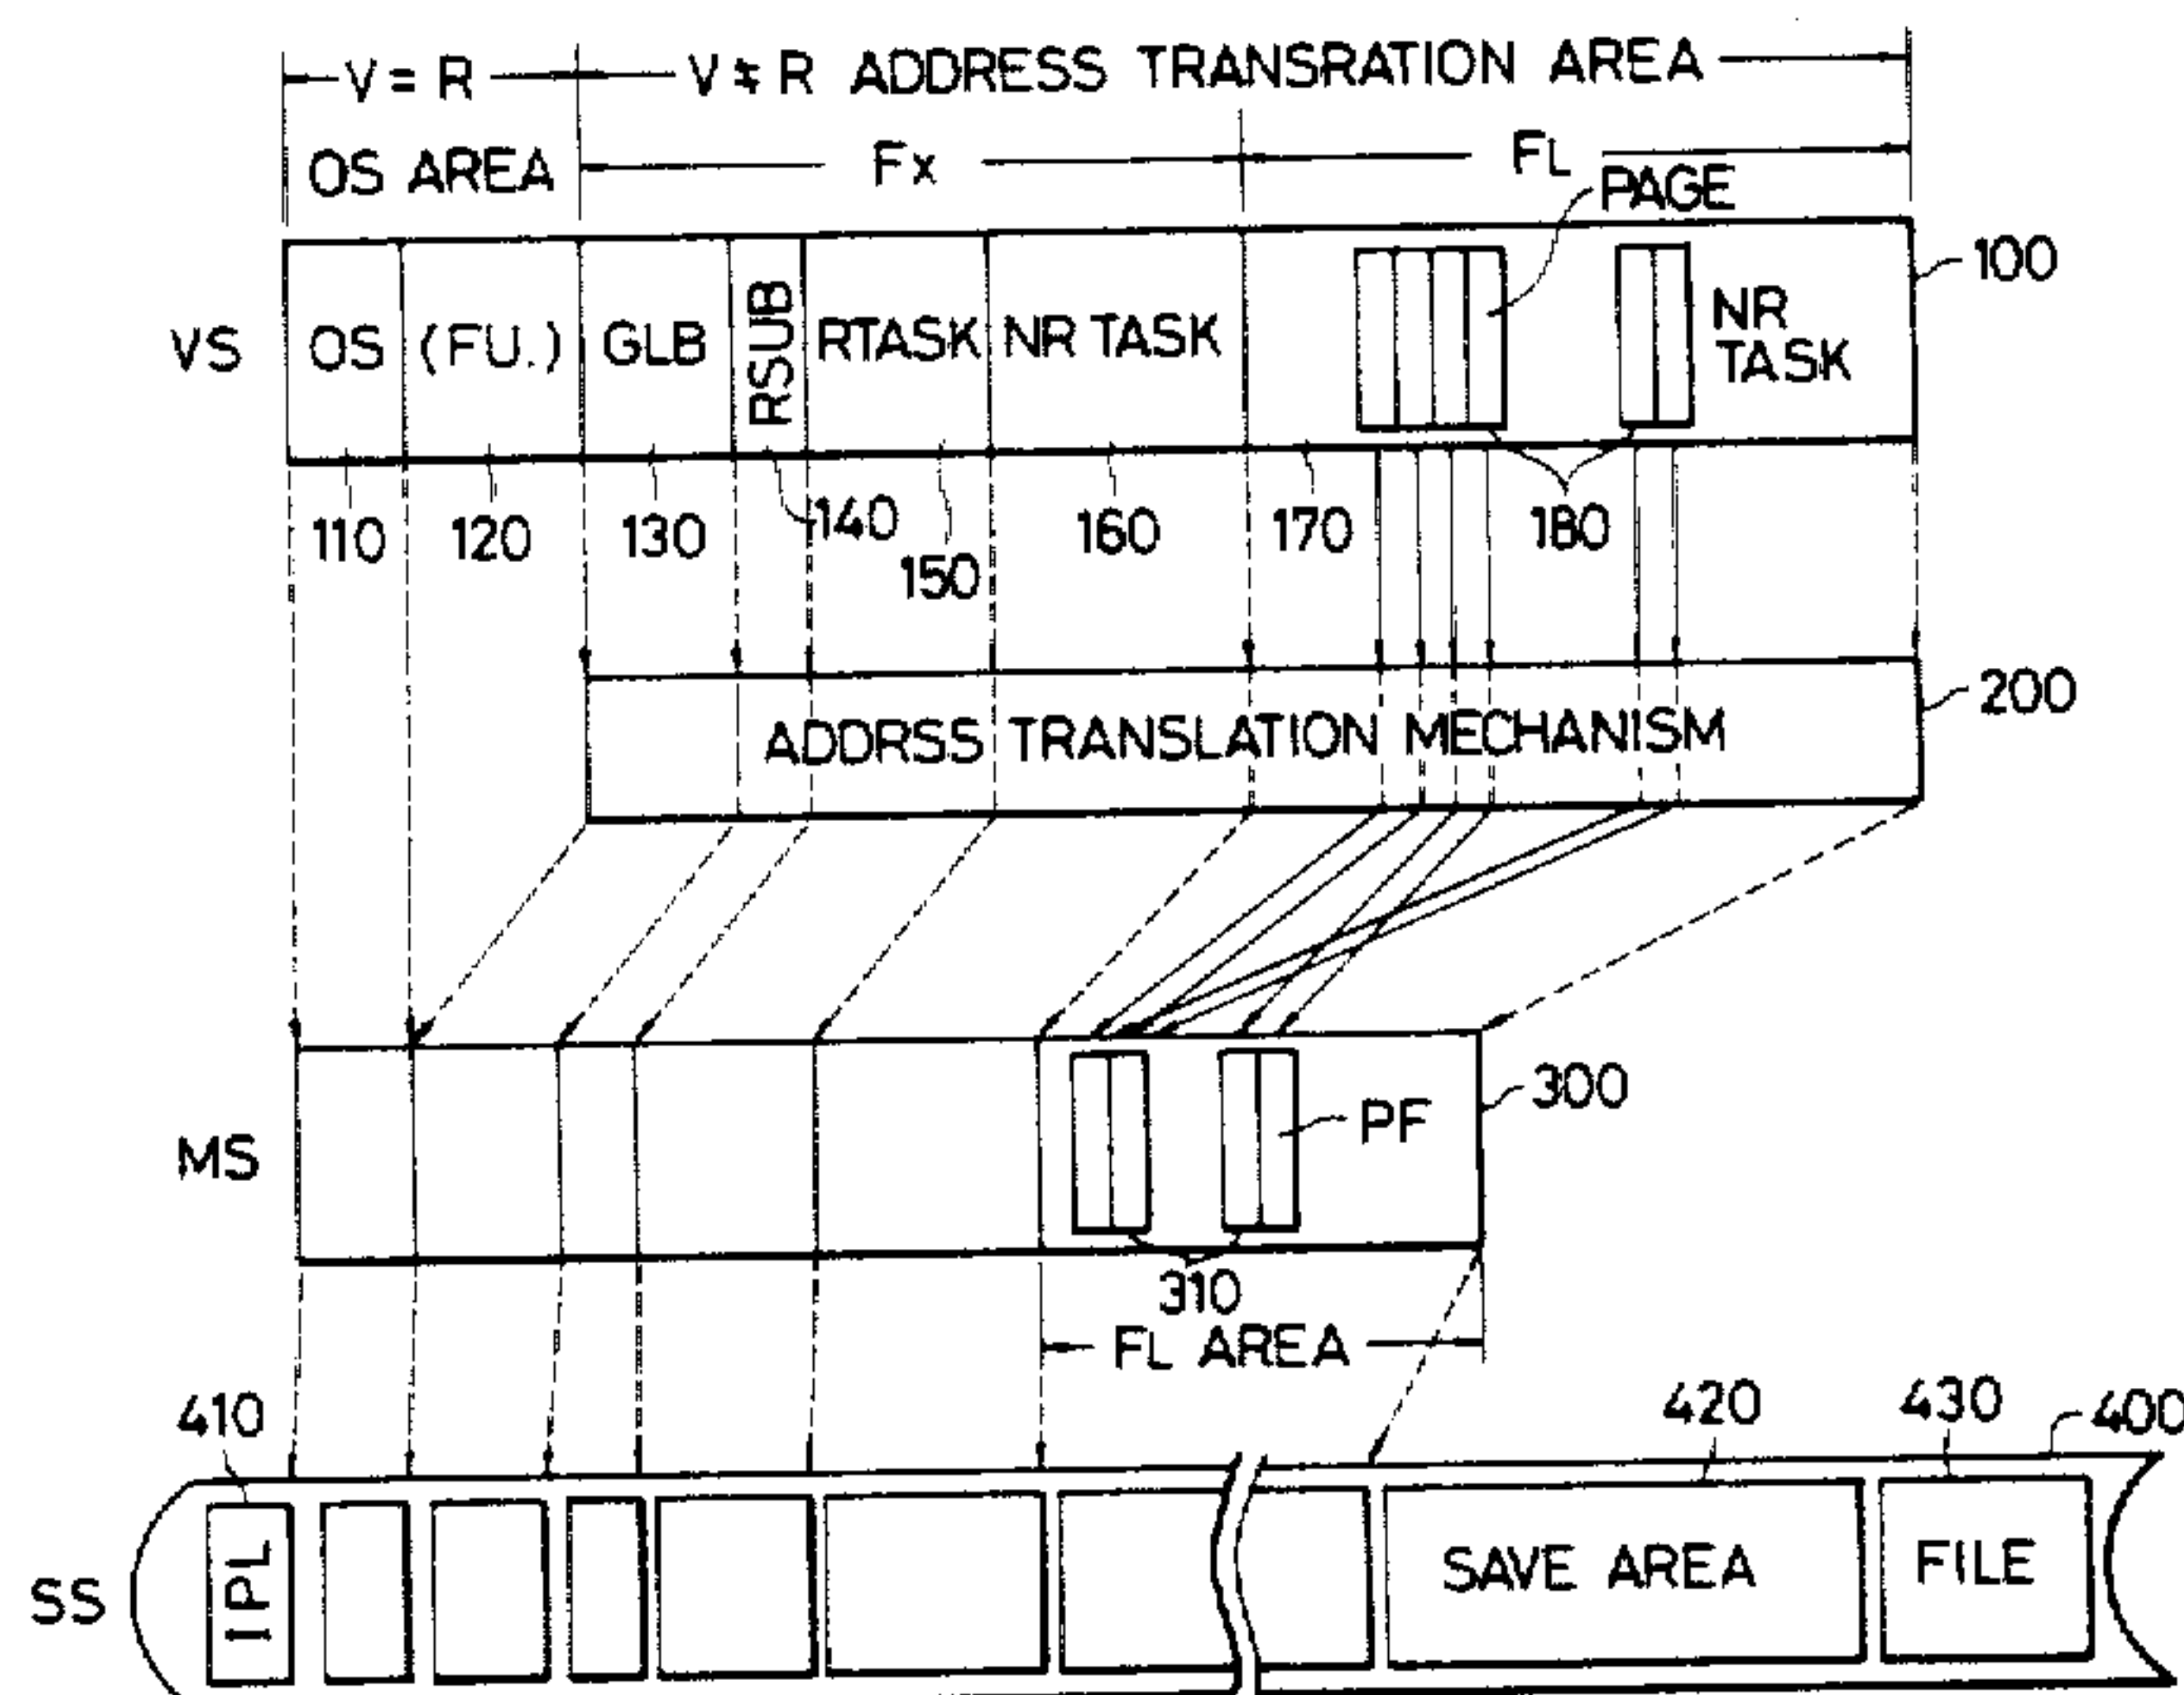 V = R
V ≠ R ADDRESS TRANSRATION AREA
OS AREA
Fx
FL
PAGE
100
VS
OS
(FU.)
GLB
RSUB
RTASK
NR TASK
NR
TASK
110
120
130
140
150
160
170
180
200
ADDRSS TRANSLATION MECHANISM
300
MS
PF
310
FL AREA
410
420
430
400
SS
IPL
SAVE AREA
FILE